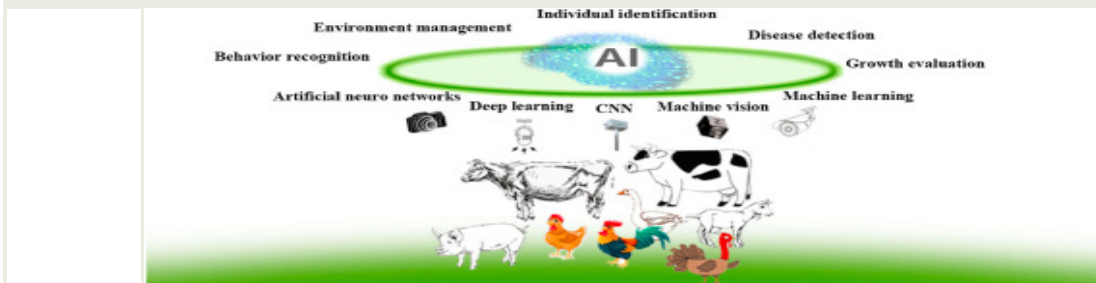 Individual identification
Environment management
Disease detection
Behavior recognition
AI
Growth evaluation
Artificial neuro networks
Deep learning
CNN
Machine vision
Machine learning